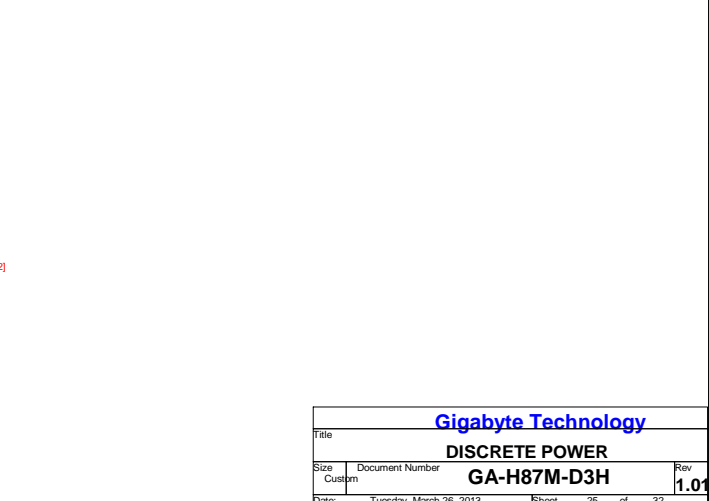 2]
Gigabyte Technology
Title
DISCRETE POWER
Size Document Number Rev
Custom GA-H87M-D3H 1.01
Date: Tuesday, March 26, 2013 Sheet 25 of 32